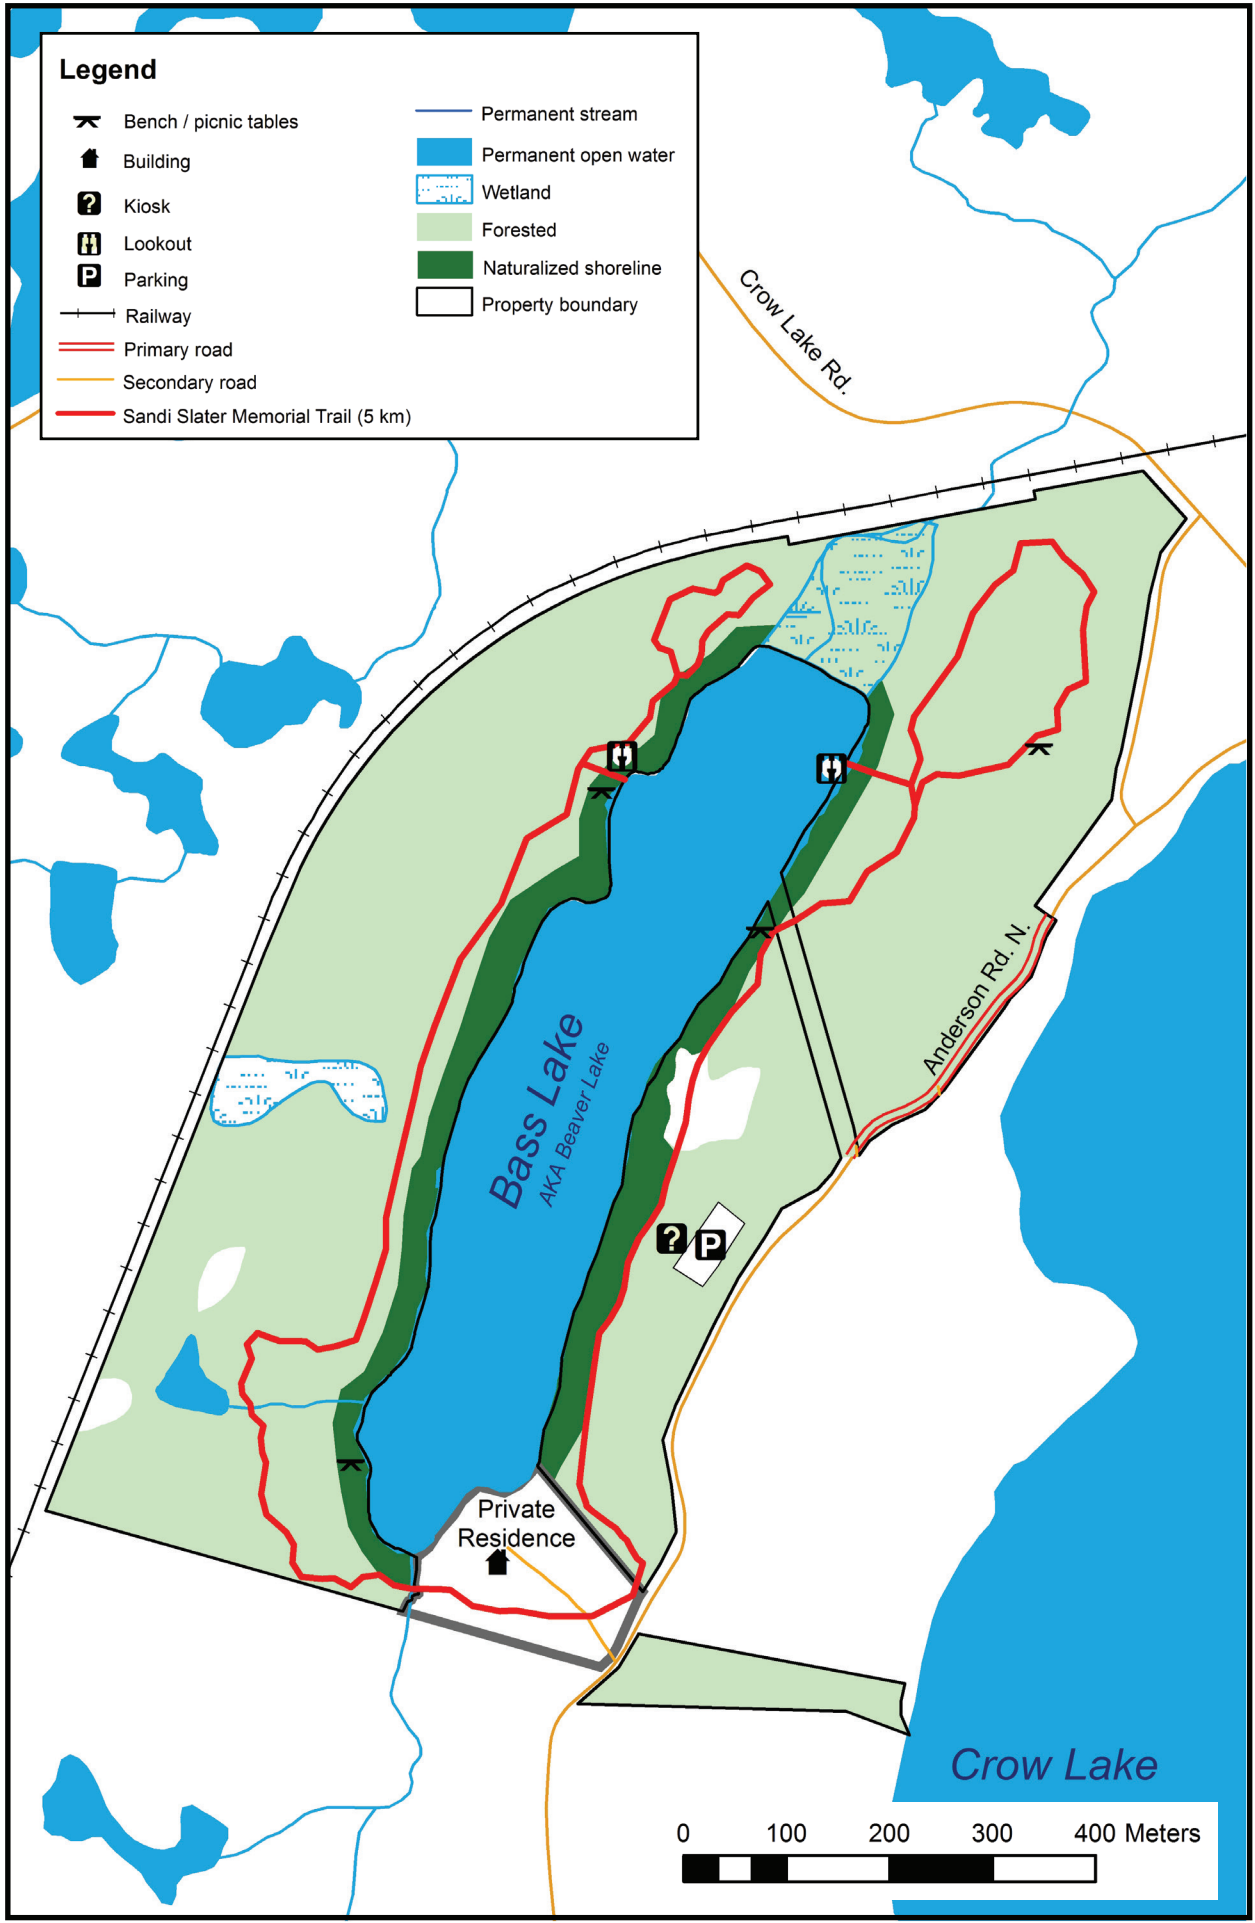 Legend
Bench / picnic tables
Building
? Kiosk
Lookout
P Parking
Railway
Primary road
Secondary road
Sandi Slater Memorial Trail (5 km)
Permanent stream
Permanent open water
Wetland
Forested
Naturalized shoreline
Property boundary
Crow Lake Rd.
Anderson Rd. N.
Bass Lake
AKA Beaver Lake
?
P
Private
Residence
Crow Lake
0 100 200 300 400 Meters